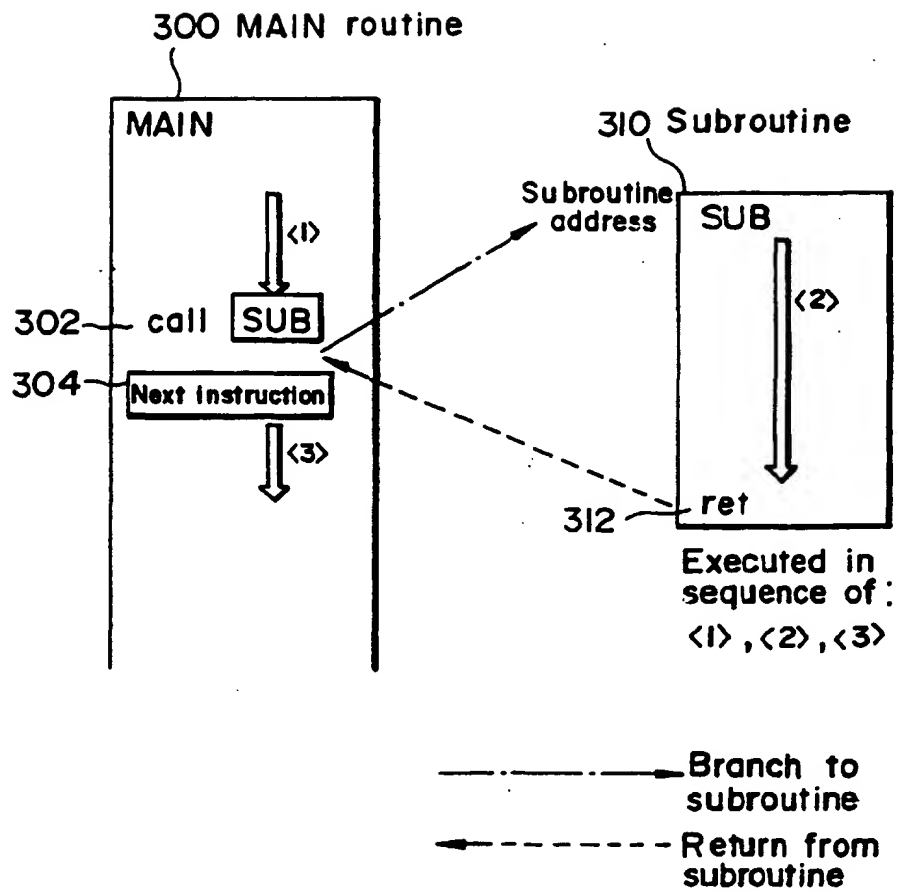 300 MAIN routine
MAIN
310 Subroutine
Subroutine
address
SUB
<1>
<2>
302 call SUB
304 Next instruction
<3>
312 ret
Executed in
sequence of :
<1>, <2>, <3>
Branch to
subroutine
Return from
subroutine